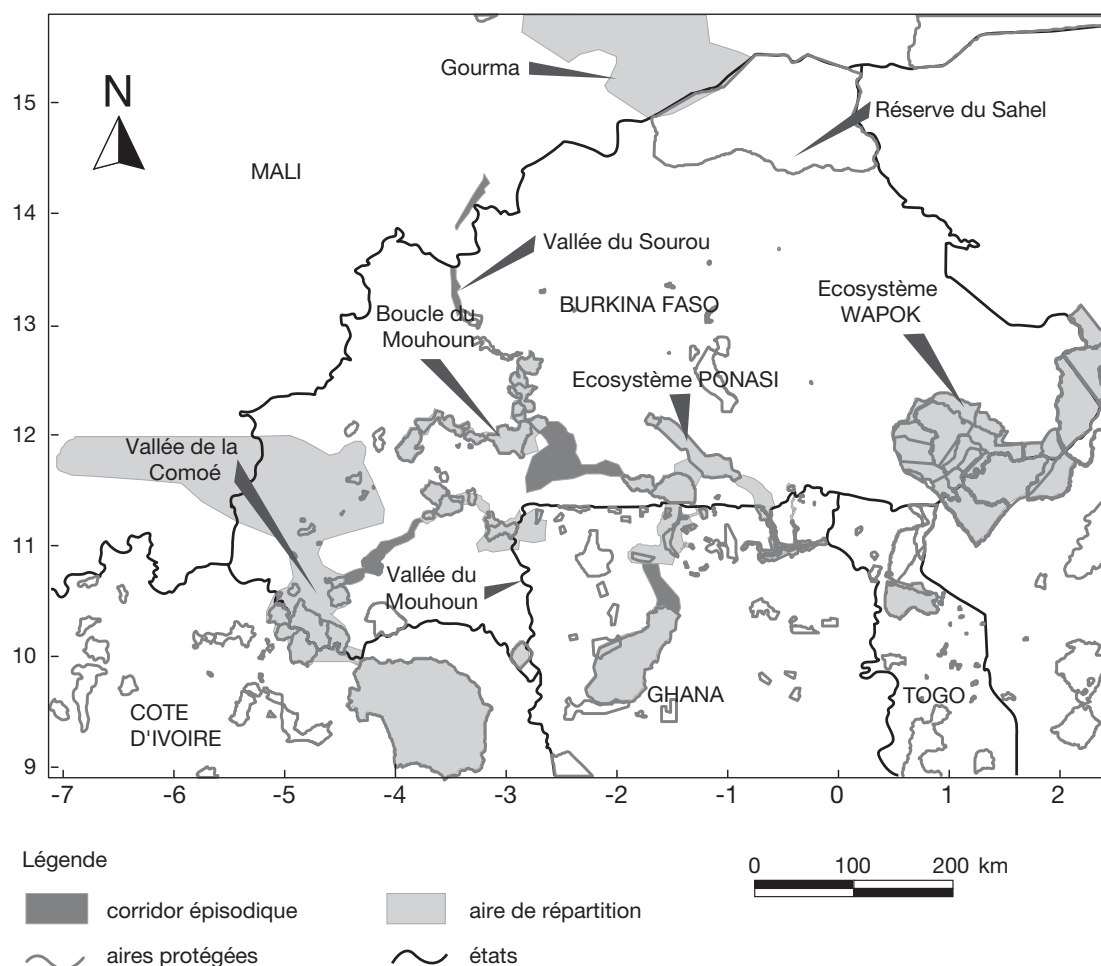 Gourma
15
N
Réserve du Sahel
MALI
14
Vallée du Sourou
Ecosystème
WAPOK
13
BURKINA FASO
Boucle du
Mouhoun
Ecosystème PONASI
12
Vallée de la
Comoé
11
Vallée du
Mouhoun
10
GHANA
TOGO
COTE
D'IVOIRE
9
-7 -6 -5 -4 -3 -2 -1 0 1 2
Légende
0 100 200 km
corridor épisodique
aire de répartition
aires protégées
états